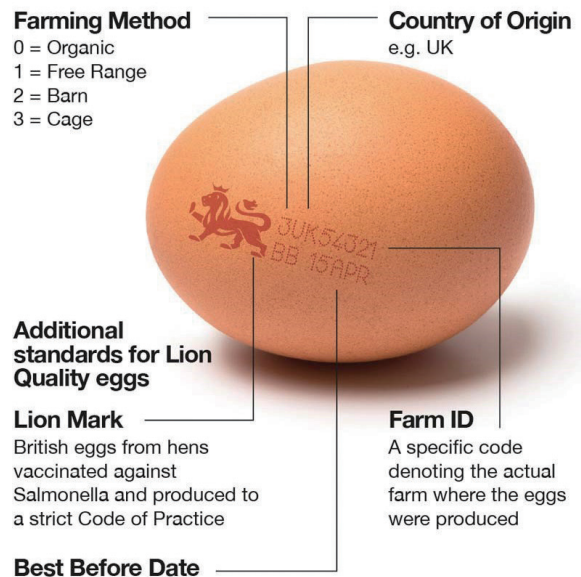 Farming Method
0 = Organic
1 = Free Range
2 = Barn
3 = Cage
Country of Origin
e.g. UK
3UK54321
BB 15APR
Additional
standards for Lion
Quality eggs
Lion Mark
British eggs from hens
vaccinated against
Salmonella and produced to
a strict Code of Practice
Farm ID
A specific code
denoting the actual
farm where the eggs
were produced
Best Before Date